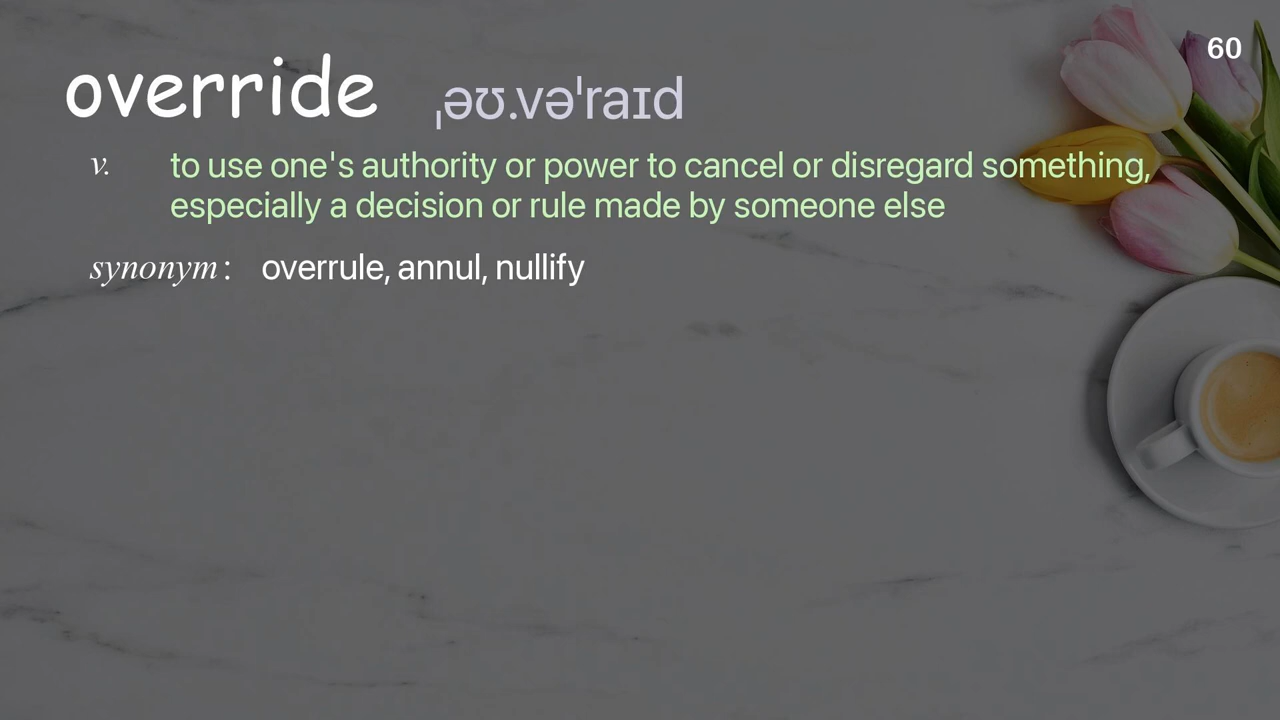 60
override ˌəʊ.vəˈraɪd
v. to use one's authority or power to cancel or disregard something,
especially a decision or rule made by someone else
synonym: overrule, annul, nullify